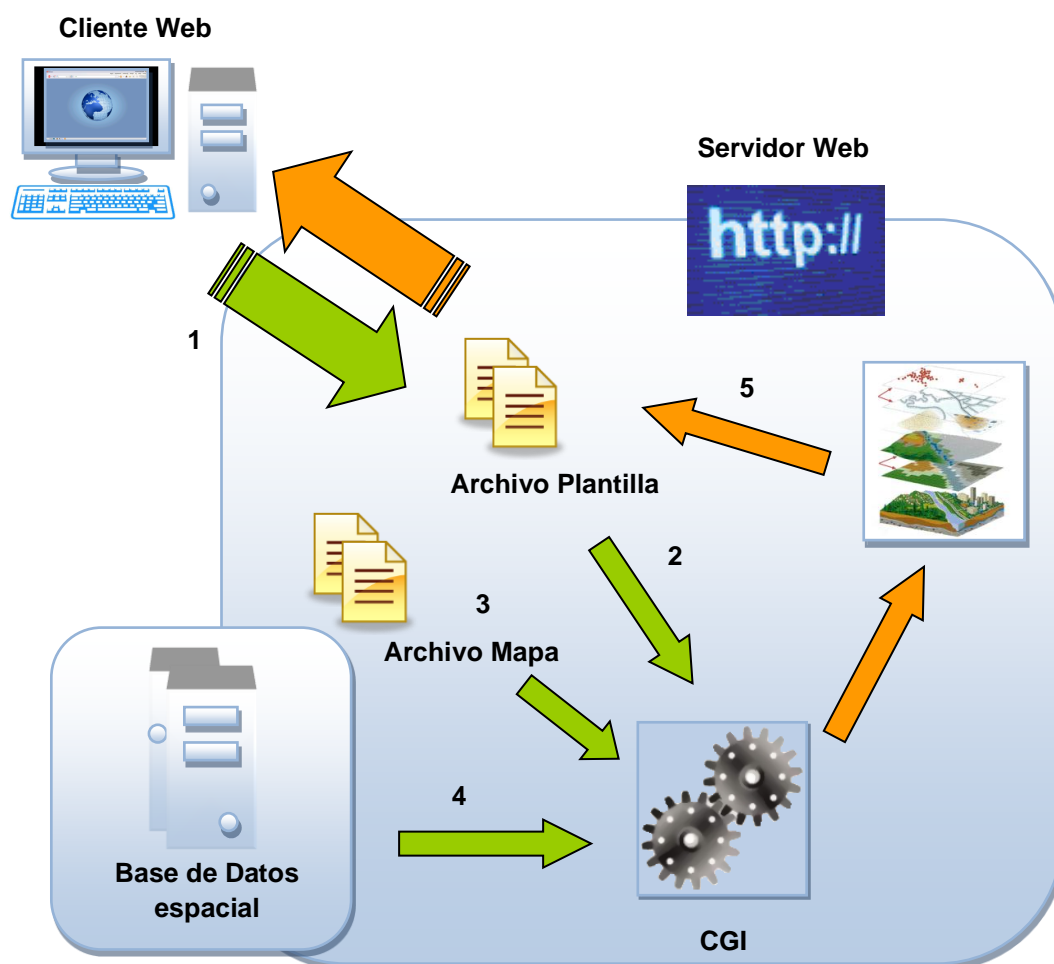 Cliente Web
Servidor Web
http://
1
5
Archivo Plantilla
2
3
Archivo Mapa
4
Base de Datos
espacial
CGI